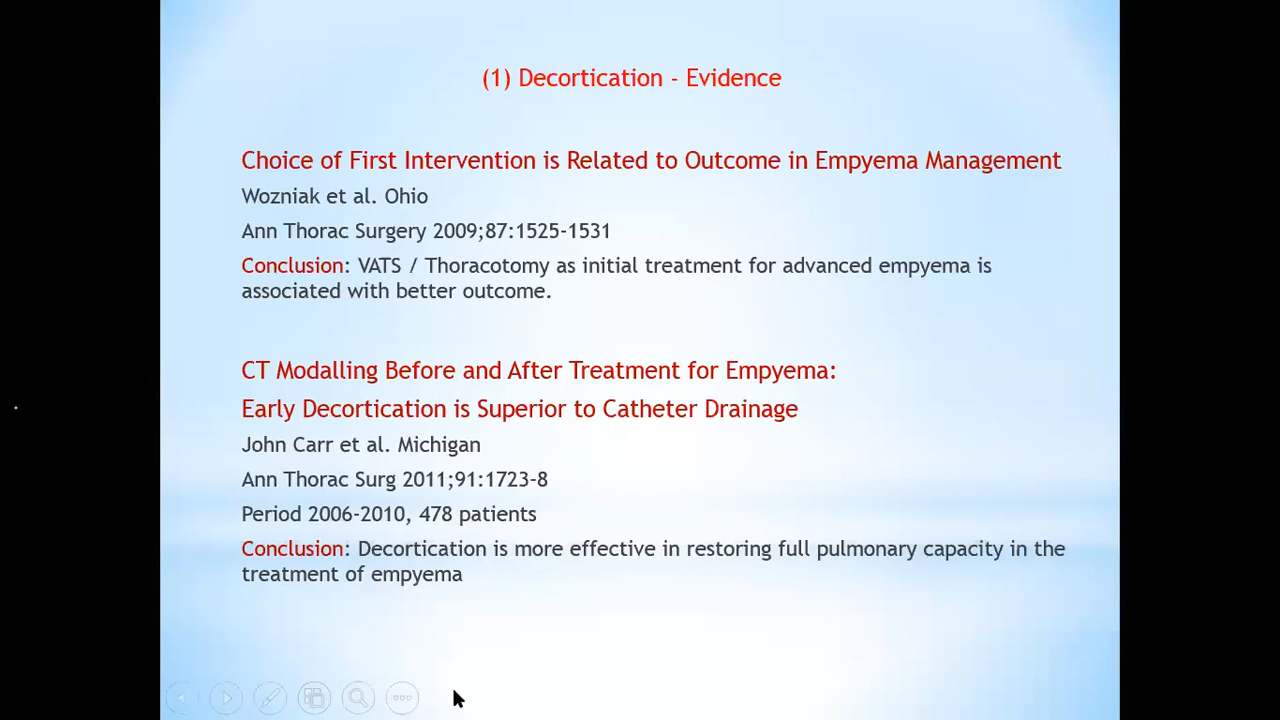 (1) Decortication - Evidence
Choice of First Intervention is Related to Outcome in Empyema Management
Wozniak et al. Ohio
Ann Thorac Surgery 2009;87:1525-1531
Conclusion: VATS / Thoracotomy as initial treatment for advanced empyema is
associated with better outcome.
CT Modalling Before and After Treatment for Empyema:
Early Decortication is Superior to Catheter Drainage
John Carr et al. Michigan
Ann Thorac Surg 2011;91:1723-8
Period 2006-2010, 478 patients
Conclusion: Decortication is more effective in restoring full pulmonary capacity in the
treatment of empyema